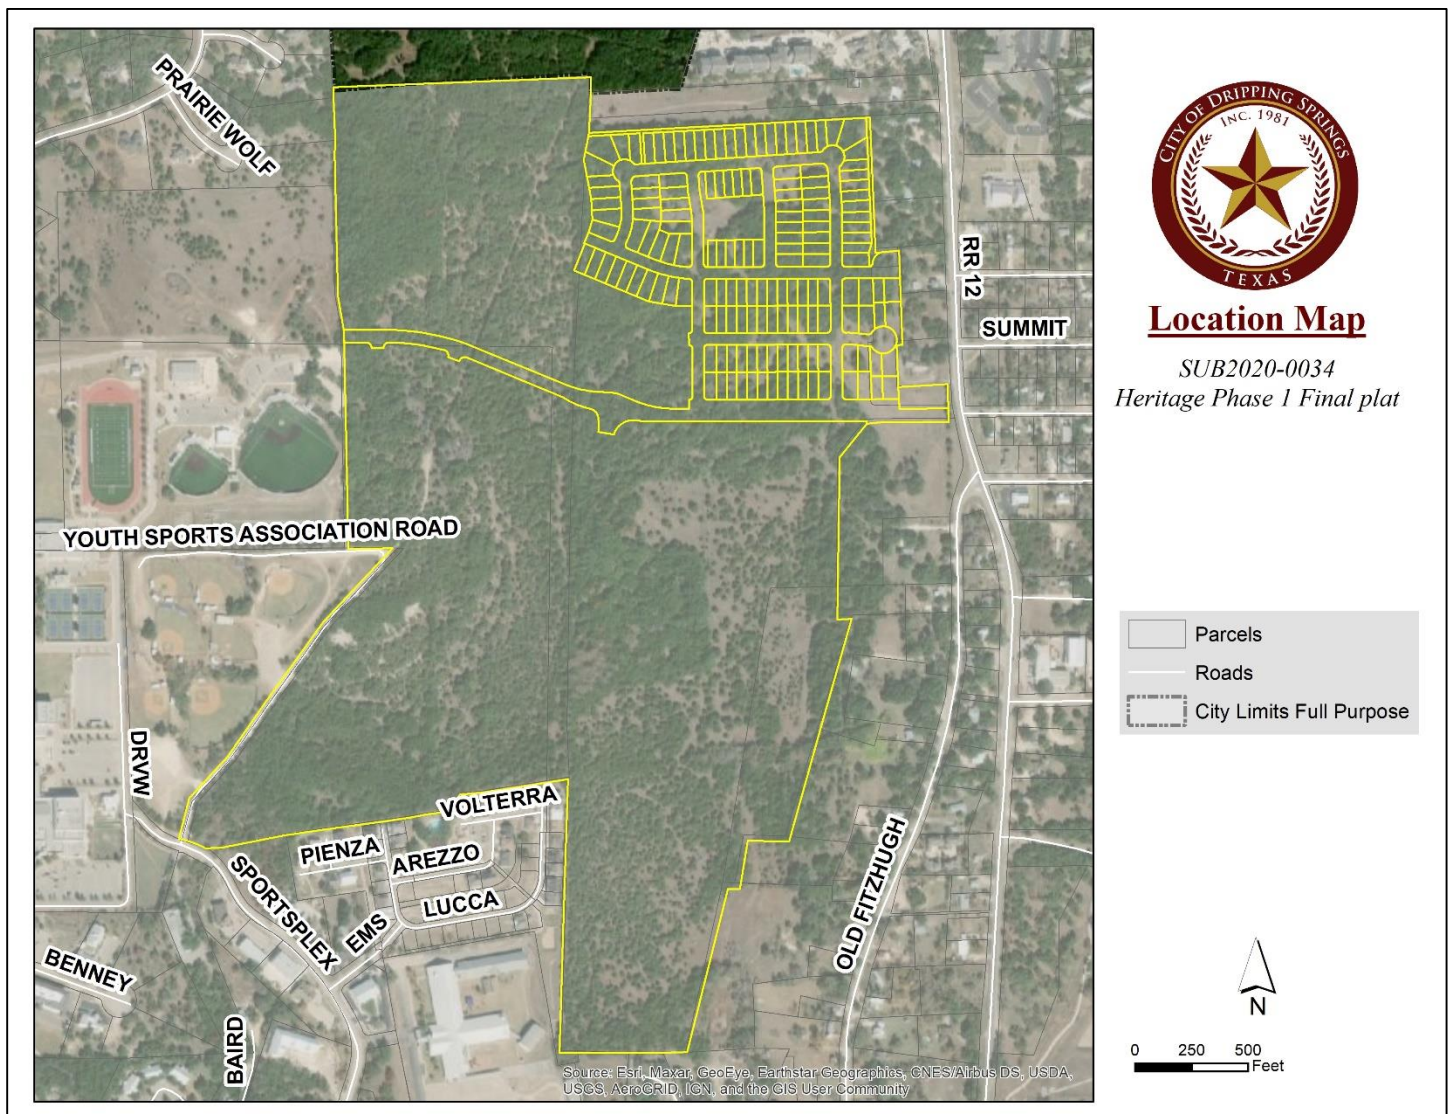 PRAIRIE WOLF
RR 12
SUMMIT
YOUTH SPORTS ASSOCIATION ROAD
DRVW
VOLTERRA
PIENZA
AREZZO
LUCCA
SPORTSPLEX
EMS
OLD FITZHUGH
BENNEY
BAIRD
Source: Esri, Maxar, GeoEye, Earthstar Geographics, CNES/Airbus DS, USDA,
USGS, AeroGRID, IGN, and the GIS User Community
CITY OF DRIPPING SPRINGS
INC. 1981
TEXAS
Location Map
SUB2020-0034
Heritage Phase 1 Final plat
Parcels
Roads
City Limits Full Purpose
N
0 250 500
Feet